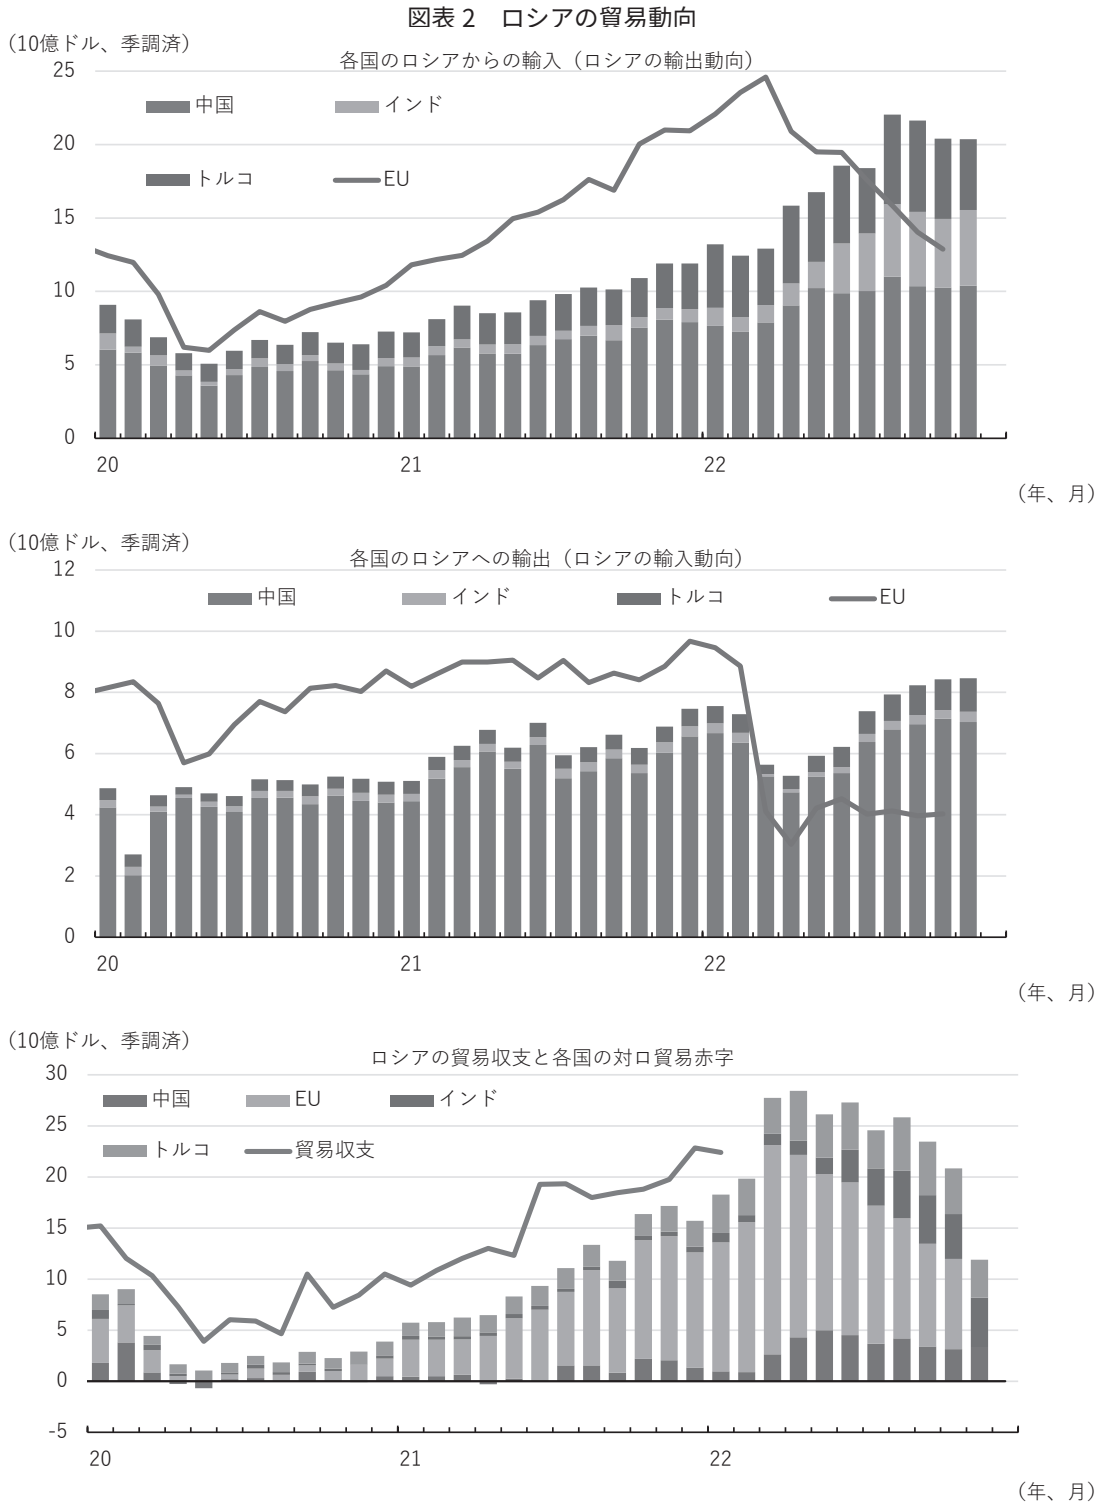 図表 2　ロシアの貿易動向
（10億ドル、季調済）
各国のロシアからの輸入（ロシアの輸出動向）
25
中国　インド
20
トルコ　EU
15
10
5
0
20　21　22
（年、月）
（10億ドル、季調済）
各国のロシアへの輸出（ロシアの輸入動向）
12
中国　インド　トルコ　EU
10
8
6
4
2
0
20　21　22
（年、月）
（10億ドル、季調済）
ロシアの貿易収支と各国の対ロ貿易赤字
30
中国　EU　インド
25
トルコ　貿易収支
20
15
10
5
0
-5
20　21　22
（年、月）